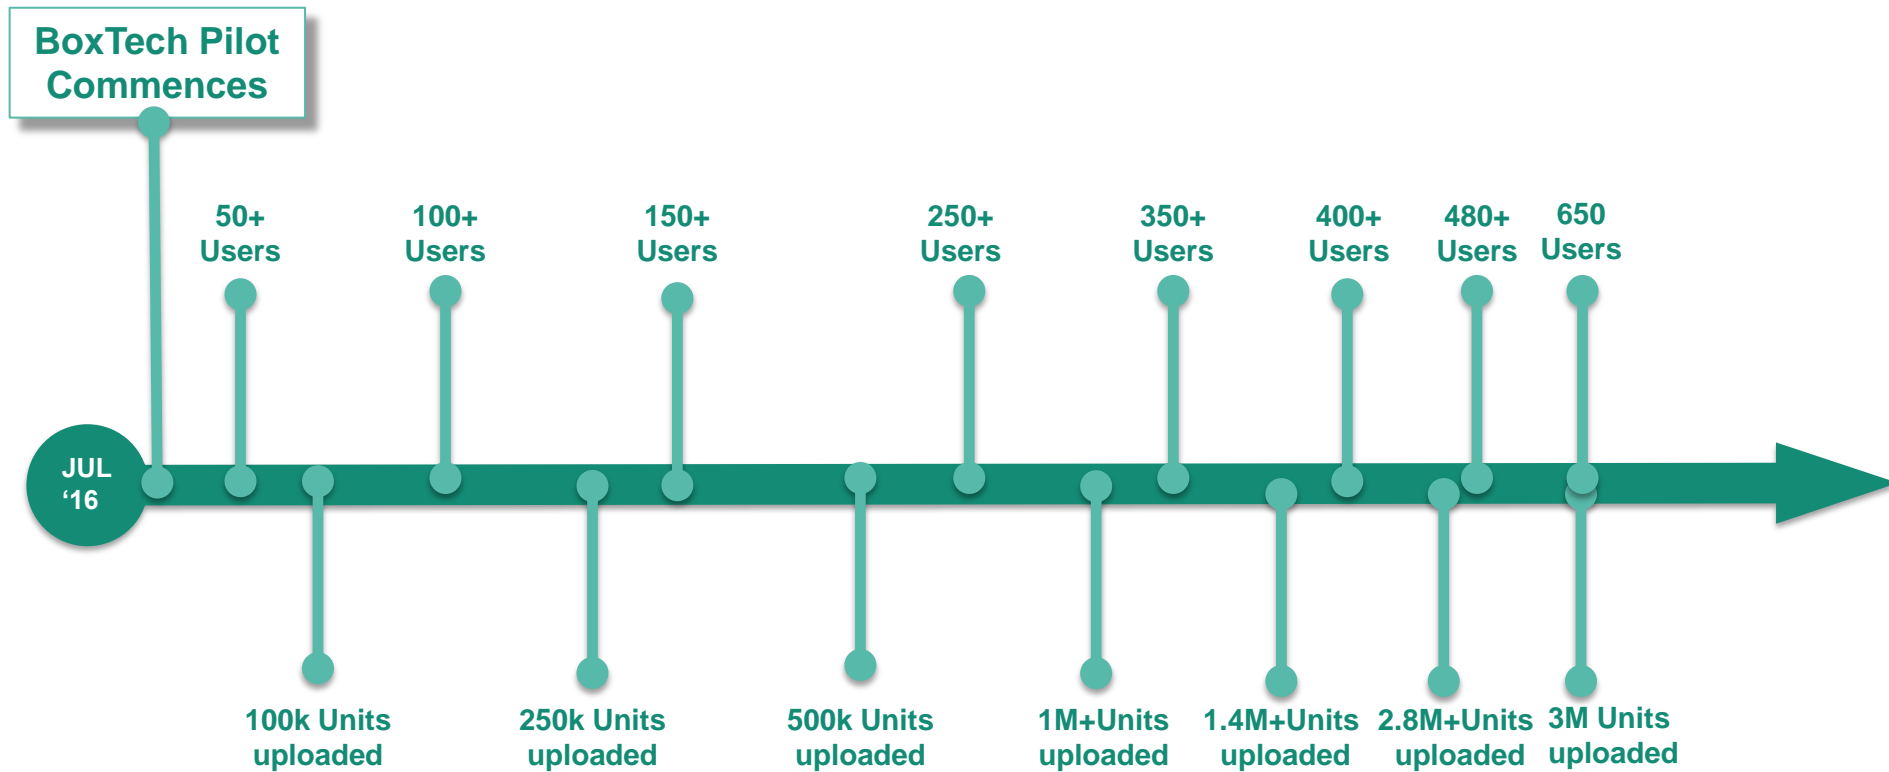 BoxTech Pilot
Commences
50+
Users
100+
Users
150+
Users
250+
Users
350+
Users
400+
Users
480+
Users
650
Users
JUL
‘16
100k Units
uploaded
250k Units
uploaded
500k Units
uploaded
1M+Units
uploaded
1.4M+Units
uploaded
2.8M+Units
uploaded
3M Units
uploaded